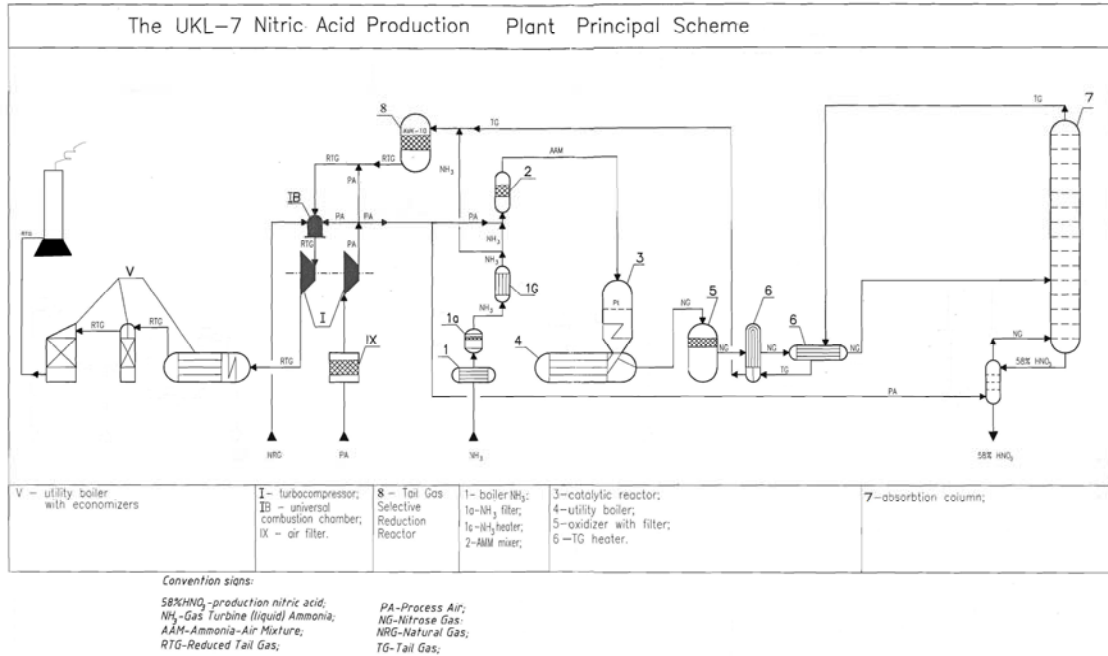 The UKL-7 Nitric Acid Production Plant Principal Scheme
7
TG
8
TG
AVK-10
AAM
RTG
RTG
NH₃
2
PA
IB
PA
PA
PA
RTG
NH₃
RTG
PA
NH₃
3
V
1G
Pt
NG
5
6
I
NH₃
1a
NG
6
NG
NG
NG
RTG
RTG
IX
4
TG
58% HNO₃
RTG
1
PA
NRG
PA
NH₃
58% HNO₃
V - utility boiler
with economizers
I - turbocompressor;
IB - universal
combustion chamber;
IX - air filter.
8 - Tail Gas
Selective
Reduction
Reactor
1- boiler NH₃:
1a-NH₃ filter;
1G-NH₃heater;
2-AMM mixer;
3-catalytic reactor;
4-utility boiler;
5-oxidizer with filter;
6 -TG heater.
7-absorbtion column;
Convention signs:
58%HNO₃-production nitric acid;
NH₃-Gas Turbine (liquid) Ammonia;
AAM-Ammonia-Air Mixture;
RTG-Reduced Tail Gas;
PA-Process Air;
NG-Nitrose Gas:
NRG-Natural Gas;
TG-Tail Gas;